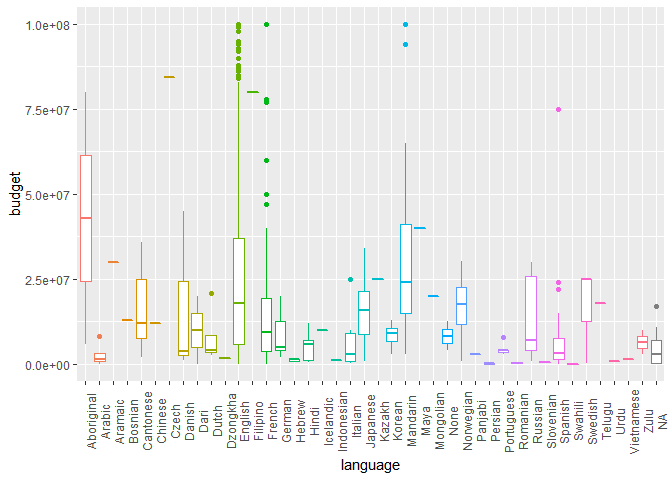 1.0e+08
7.5e+07
5.0e+07
2.5e+07
0.0e+00
budget
Aboriginal
Arabic
Aramaic
Bosnian
Cantonese
Chinese
Czech
Danish
Dari
Dutch
Dzongkha
English
Filipino
French
German
Hebrew
Hindi
Icelandic
Indonesian
Italian
Japanese
Kazakh
Korean
Mandarin
Maya
Mongolian
None
Norwegian
Panjabi
Persian
Portuguese
Romanian
Russian
Slovenian
Spanish
Swahili
Swedish
Telugu
Urdu
Vietnamese
Zulu
NA
language